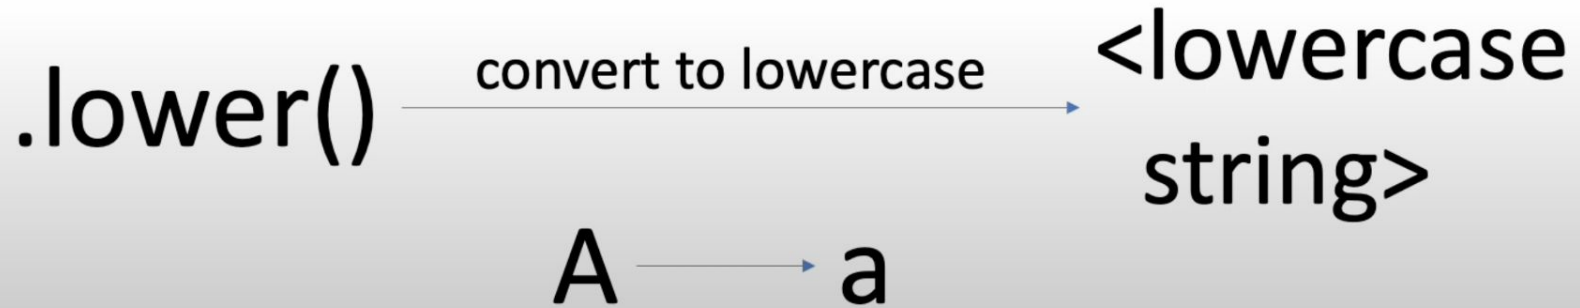 .lower()
convert to lowercase
<lowercase
string>
A
a